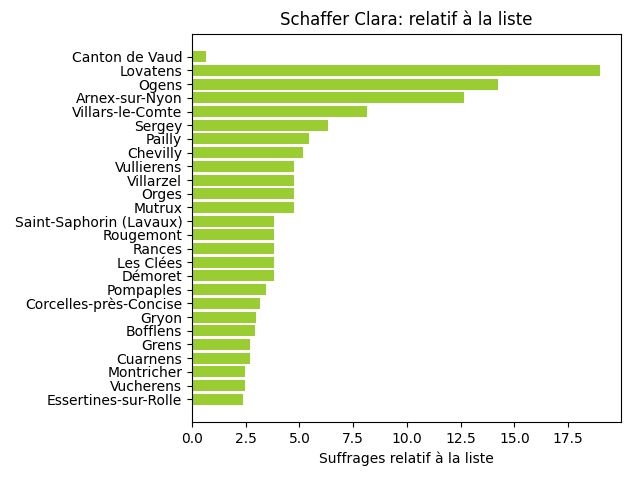 Schaffer Clara: relatif à la liste
Canton de Vaud
Lovatens
Ogens
Arnex-sur-Nyon
Villars-le-Comte
Sergey
Pailly
Chevilly
Vullierens
Villarzel
Orges
Mutrux
Saint-Saphorin (Lavaux)
Rougemont
Rances
Les Clées
Démoret
Pompaples
Corcelles-près-Concise
Gryon
Bofflens
Grens
Cuarnens
Montricher
Vucherens
Essertines-sur-Rolle
0.0 2.5 5.0 7.5 10.0 12.5 15.0 17.5
Suffrages relatif à la liste